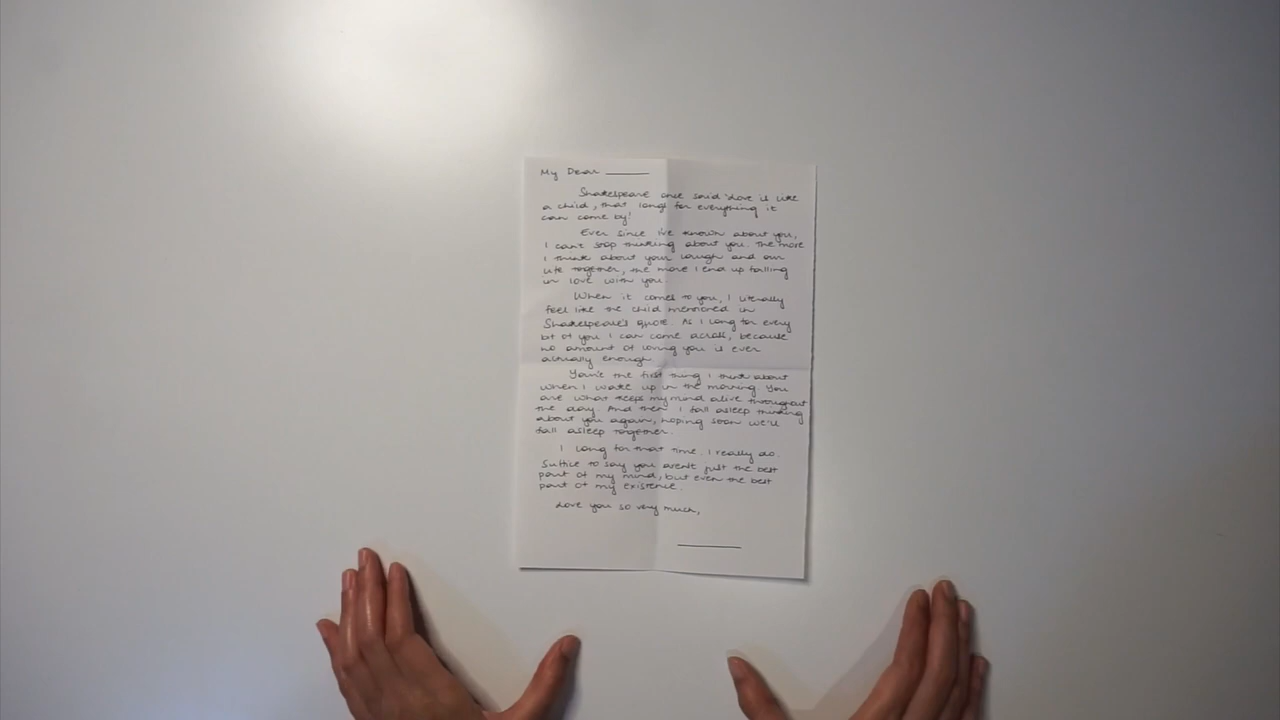 My Dear ______
Shakespeare once said 'Love is like
a child, that longs for everything it
can come by'
Ever since I've known about you,
I can't stop thinking about you. The more
I think about your laugh and our
life together, the more I end up falling
in love with you.
When it comes to you, I literally
feel like the child mentioned in
Shakespeare's quote. As I long for every
bit of you I can come across, because
no amount of loving you is ever
actually enough.
You're the first thing I think about
when I wake up in the morning. You
are what keeps my mind alive throughout
the day. And then I fall asleep thinking
about you again, hoping soon we'll
fall asleep together.
I long for that time. I really do.
Suffice to say you aren't just the best
part of my mind, but even the best
part of my existence.
Love you so very much,
______